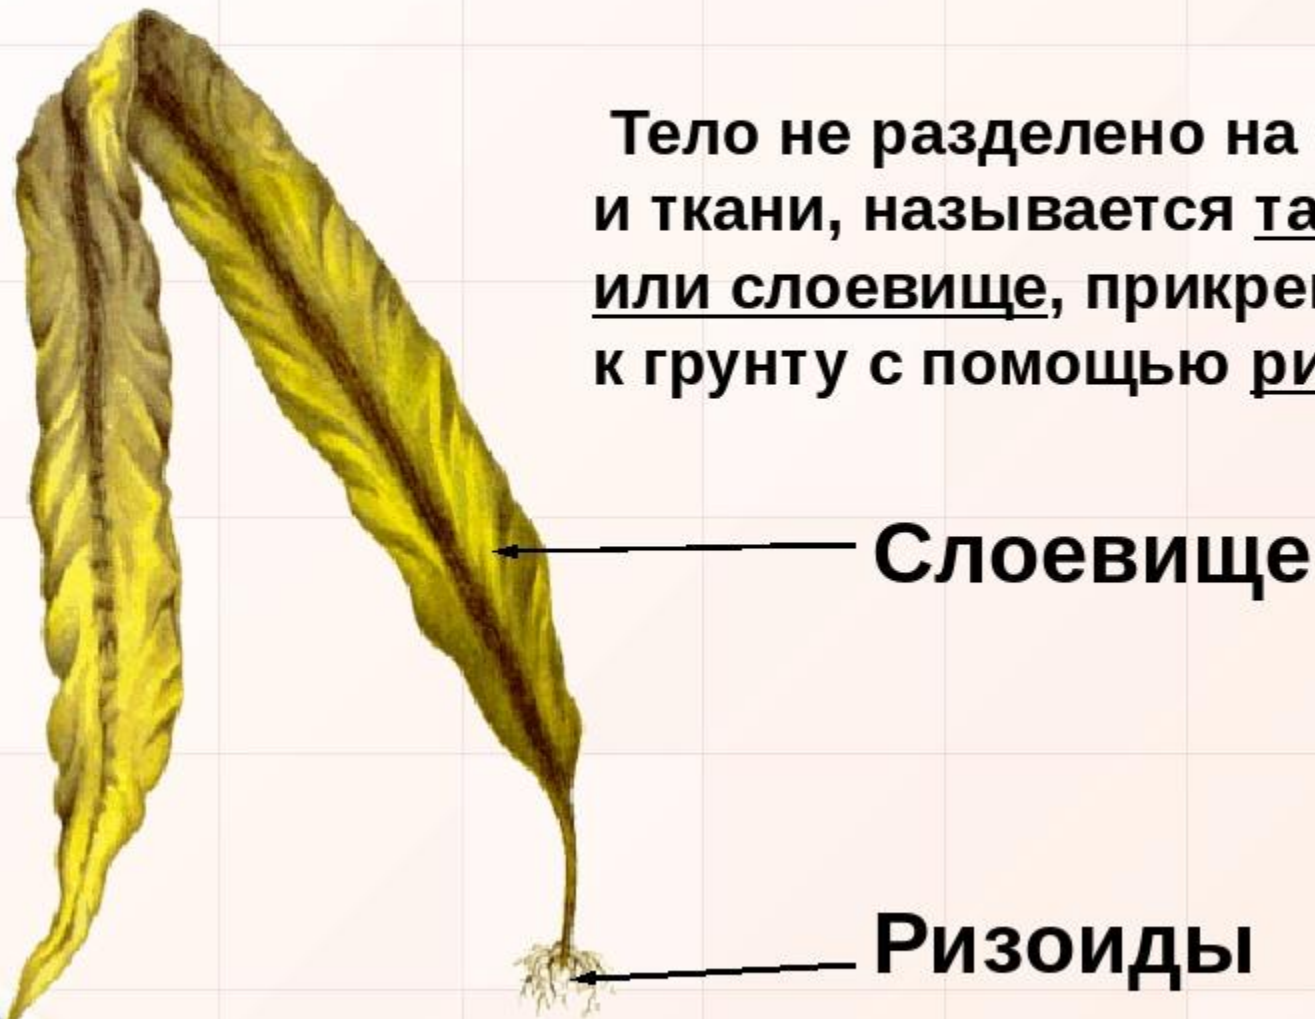 Тело не разделено на
и ткани, называется
или слоевище,
к грунту с помощью
Слоевище
Ризоиды